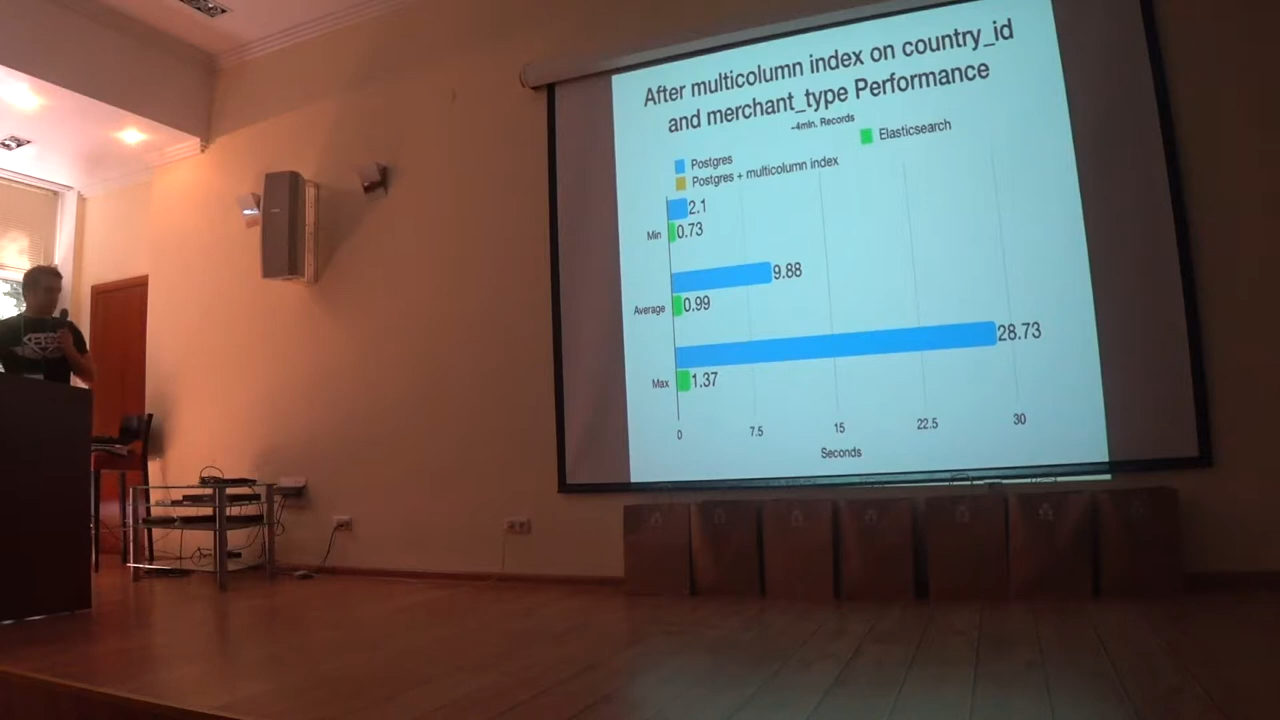 After multicolumn index on country_id
and merchant_type Performance
~4mln. Records
Postgres
Elasticsearch
Postgres + multicolumn index
2.1
Min
0.73
9.88
Average
0.99
28.73
Max
1.37
0
7.5
15
22.5
30
Seconds